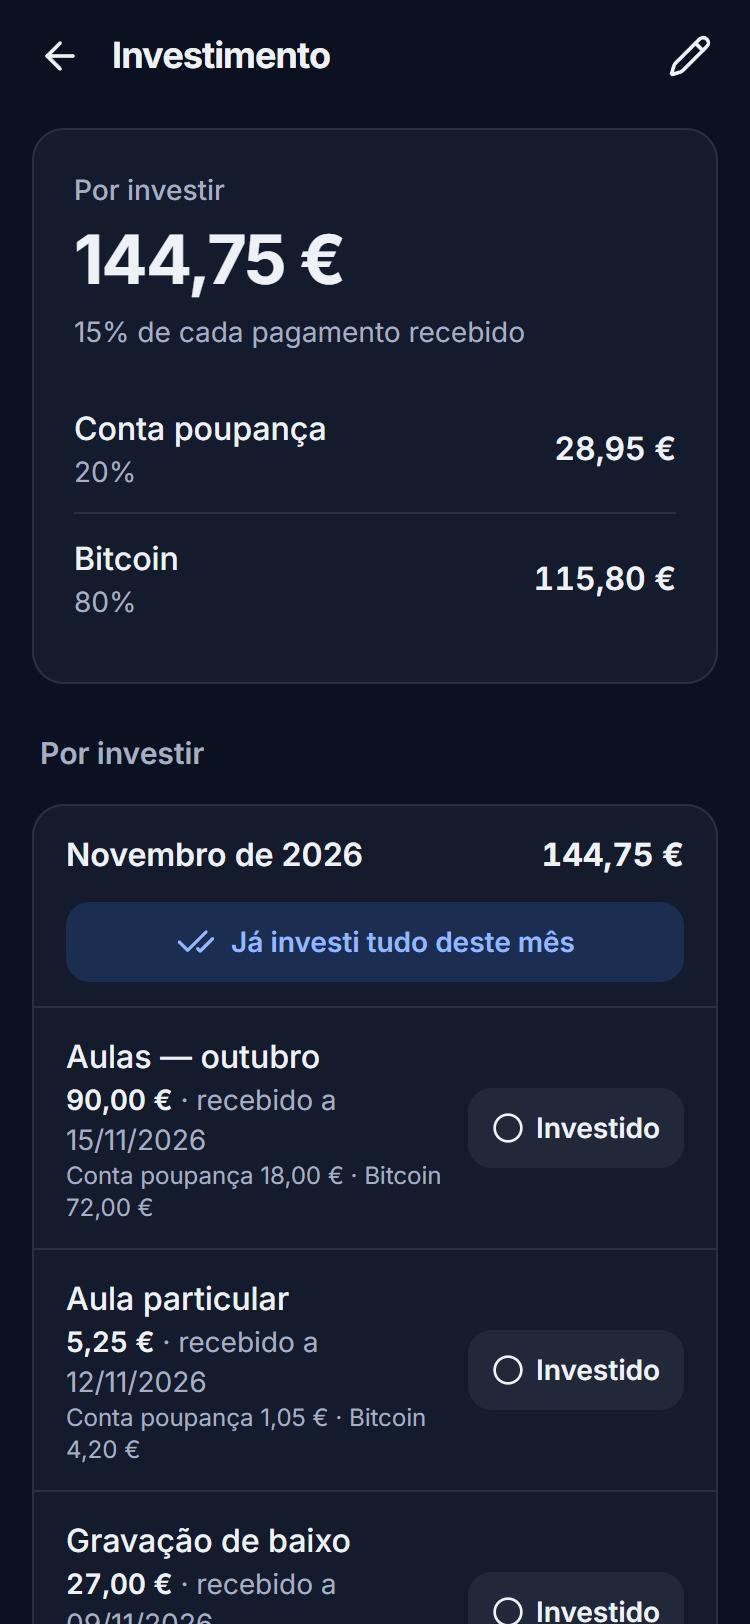 Investimento
Por investir
144,75 €
15% de cada pagamento recebido
Conta poupança
28,95 €
20%
Bitcoin
115,80 €
80%
Por investir
Novembro de 2026
144,75 €
Já investi tudo deste mês
Aulas — outubro
90,00 € · recebido a
15/11/2026
Conta poupança 18,00 € · Bitcoin
72,00 €
Investido
Aula particular
5,25 € · recebido a
12/11/2026
Conta poupança 1,05 € · Bitcoin
4,20 €
Investido
Gravação de baixo
27,00 € · recebido a
09/11/2026
Investido